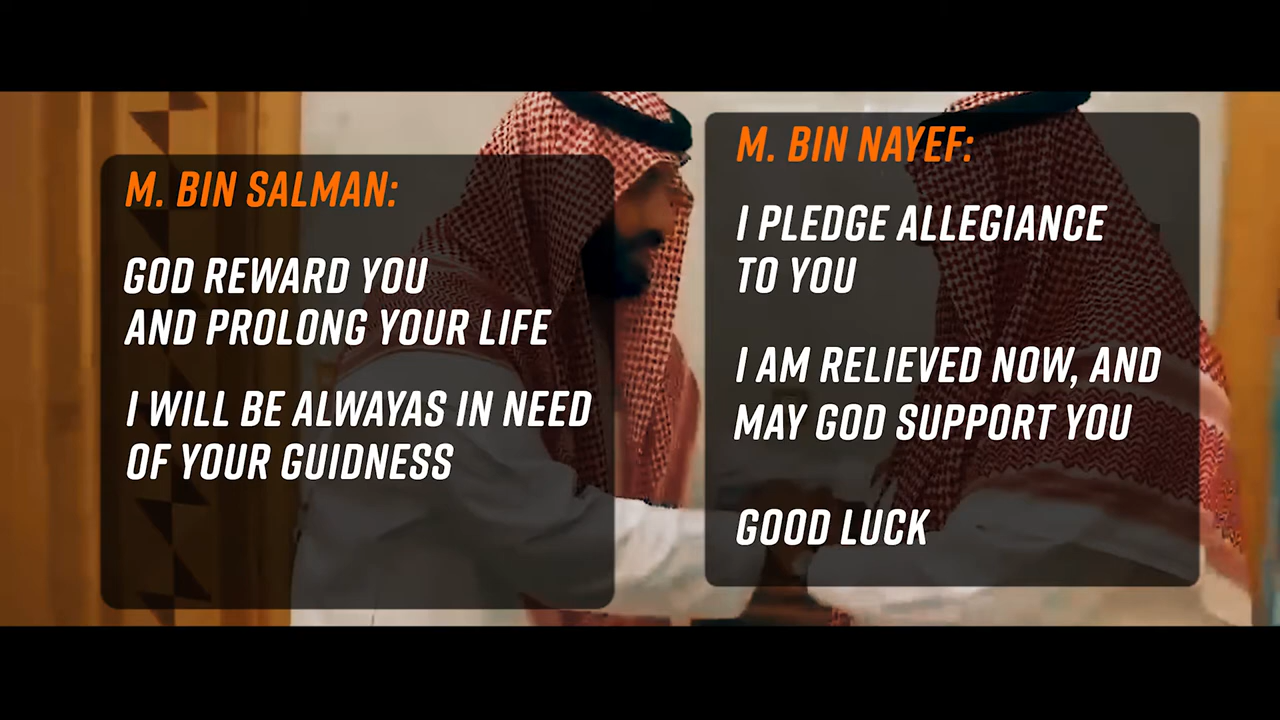 M. BIN SALMAN:
GOD REWARD YOU
AND PROLONG YOUR LIFE
I WILL BE ALWAYAS IN NEED
OF YOUR GUIDNESS
M. BIN NAYEF:
I PLEDGE ALLEGIANCE
TO YOU
I AM RELIEVED NOW, AND
MAY GOD SUPPORT YOU
GOOD LUCK